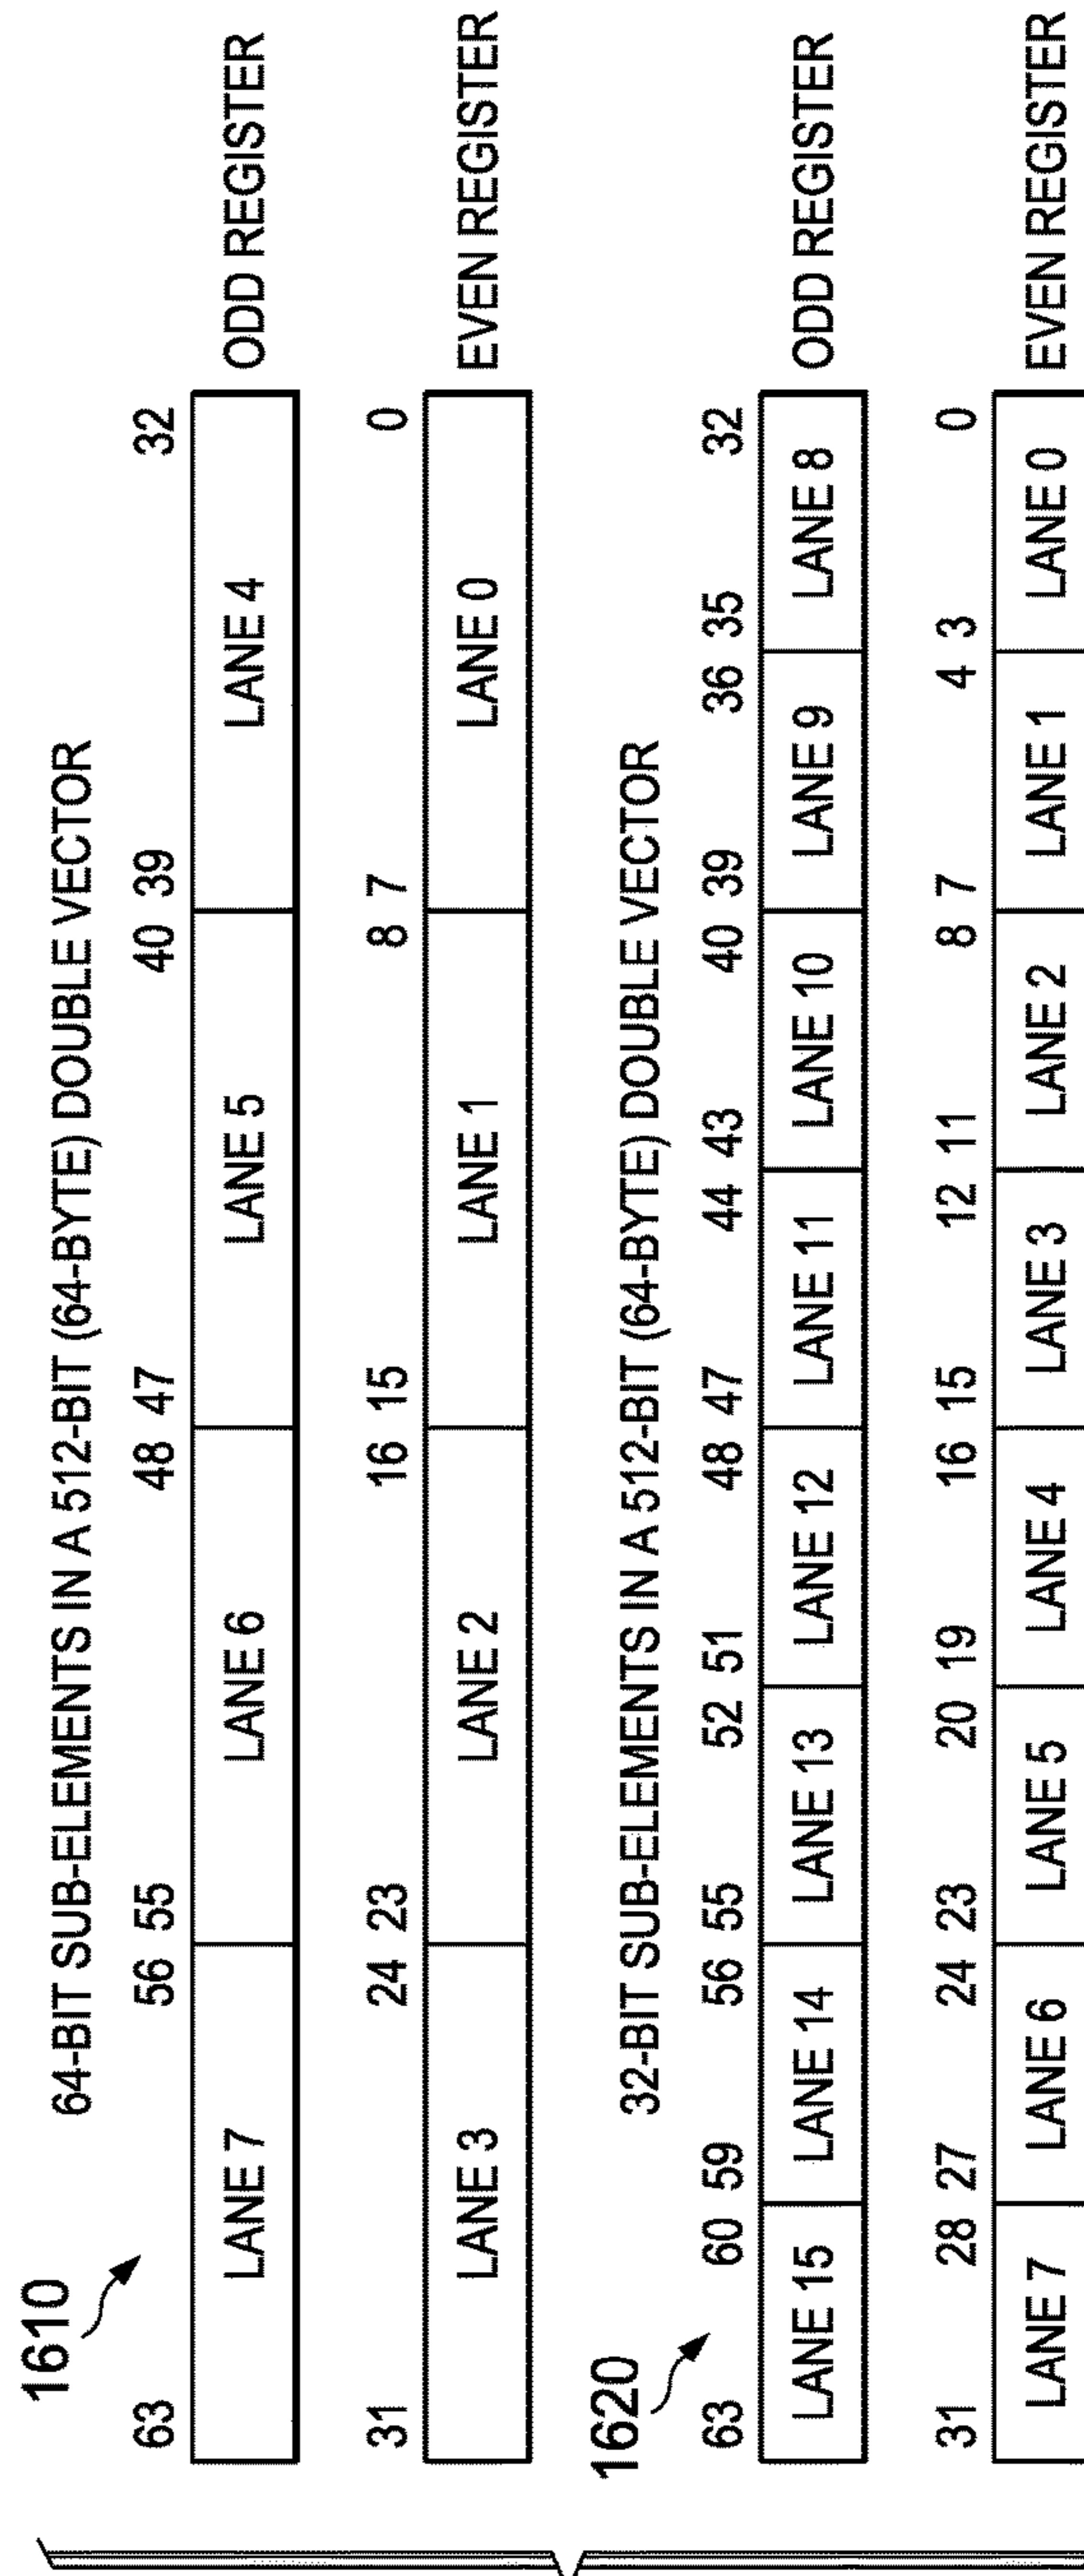 1610
64-BIT SUB-ELEMENTS IN A 512-BIT (64-BYTE) DOUBLE VECTOR
63 56 55 48 47 40 39 32
LANE 7 LANE 6 LANE 5 LANE 4 ODD REGISTER
31 24 23 16 15 8 7 0
LANE 3 LANE 2 LANE 1 LANE 0 EVEN REGISTER
1620
32-BIT SUB-ELEMENTS IN A 512-BIT (64-BYTE) DOUBLE VECTOR
63 60 59 56 55 52 51 48 47 44 43 40 39 36 35 32
LANE 15 LANE 14 LANE 13 LANE 12 LANE 11 LANE 10 LANE 9 LANE 8 ODD REGISTER
31 28 27 24 23 20 19 16 15 12 11 8 7 4 3 0
LANE 7 LANE 6 LANE 5 LANE 4 LANE 3 LANE 2 LANE 1 LANE 0 EVEN REGISTER